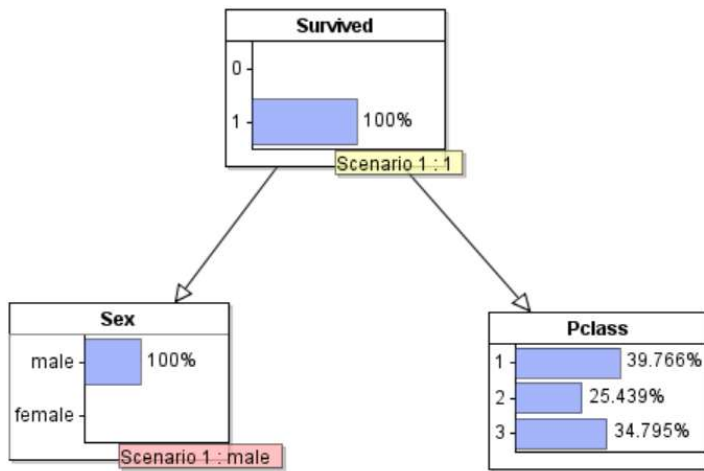 Survived
0
1 100%
Scenario 1 : 1
Sex
male 100%
female
Scenario 1 : male
Pclass
1 39.766%
2 25.439%
3 34.795%